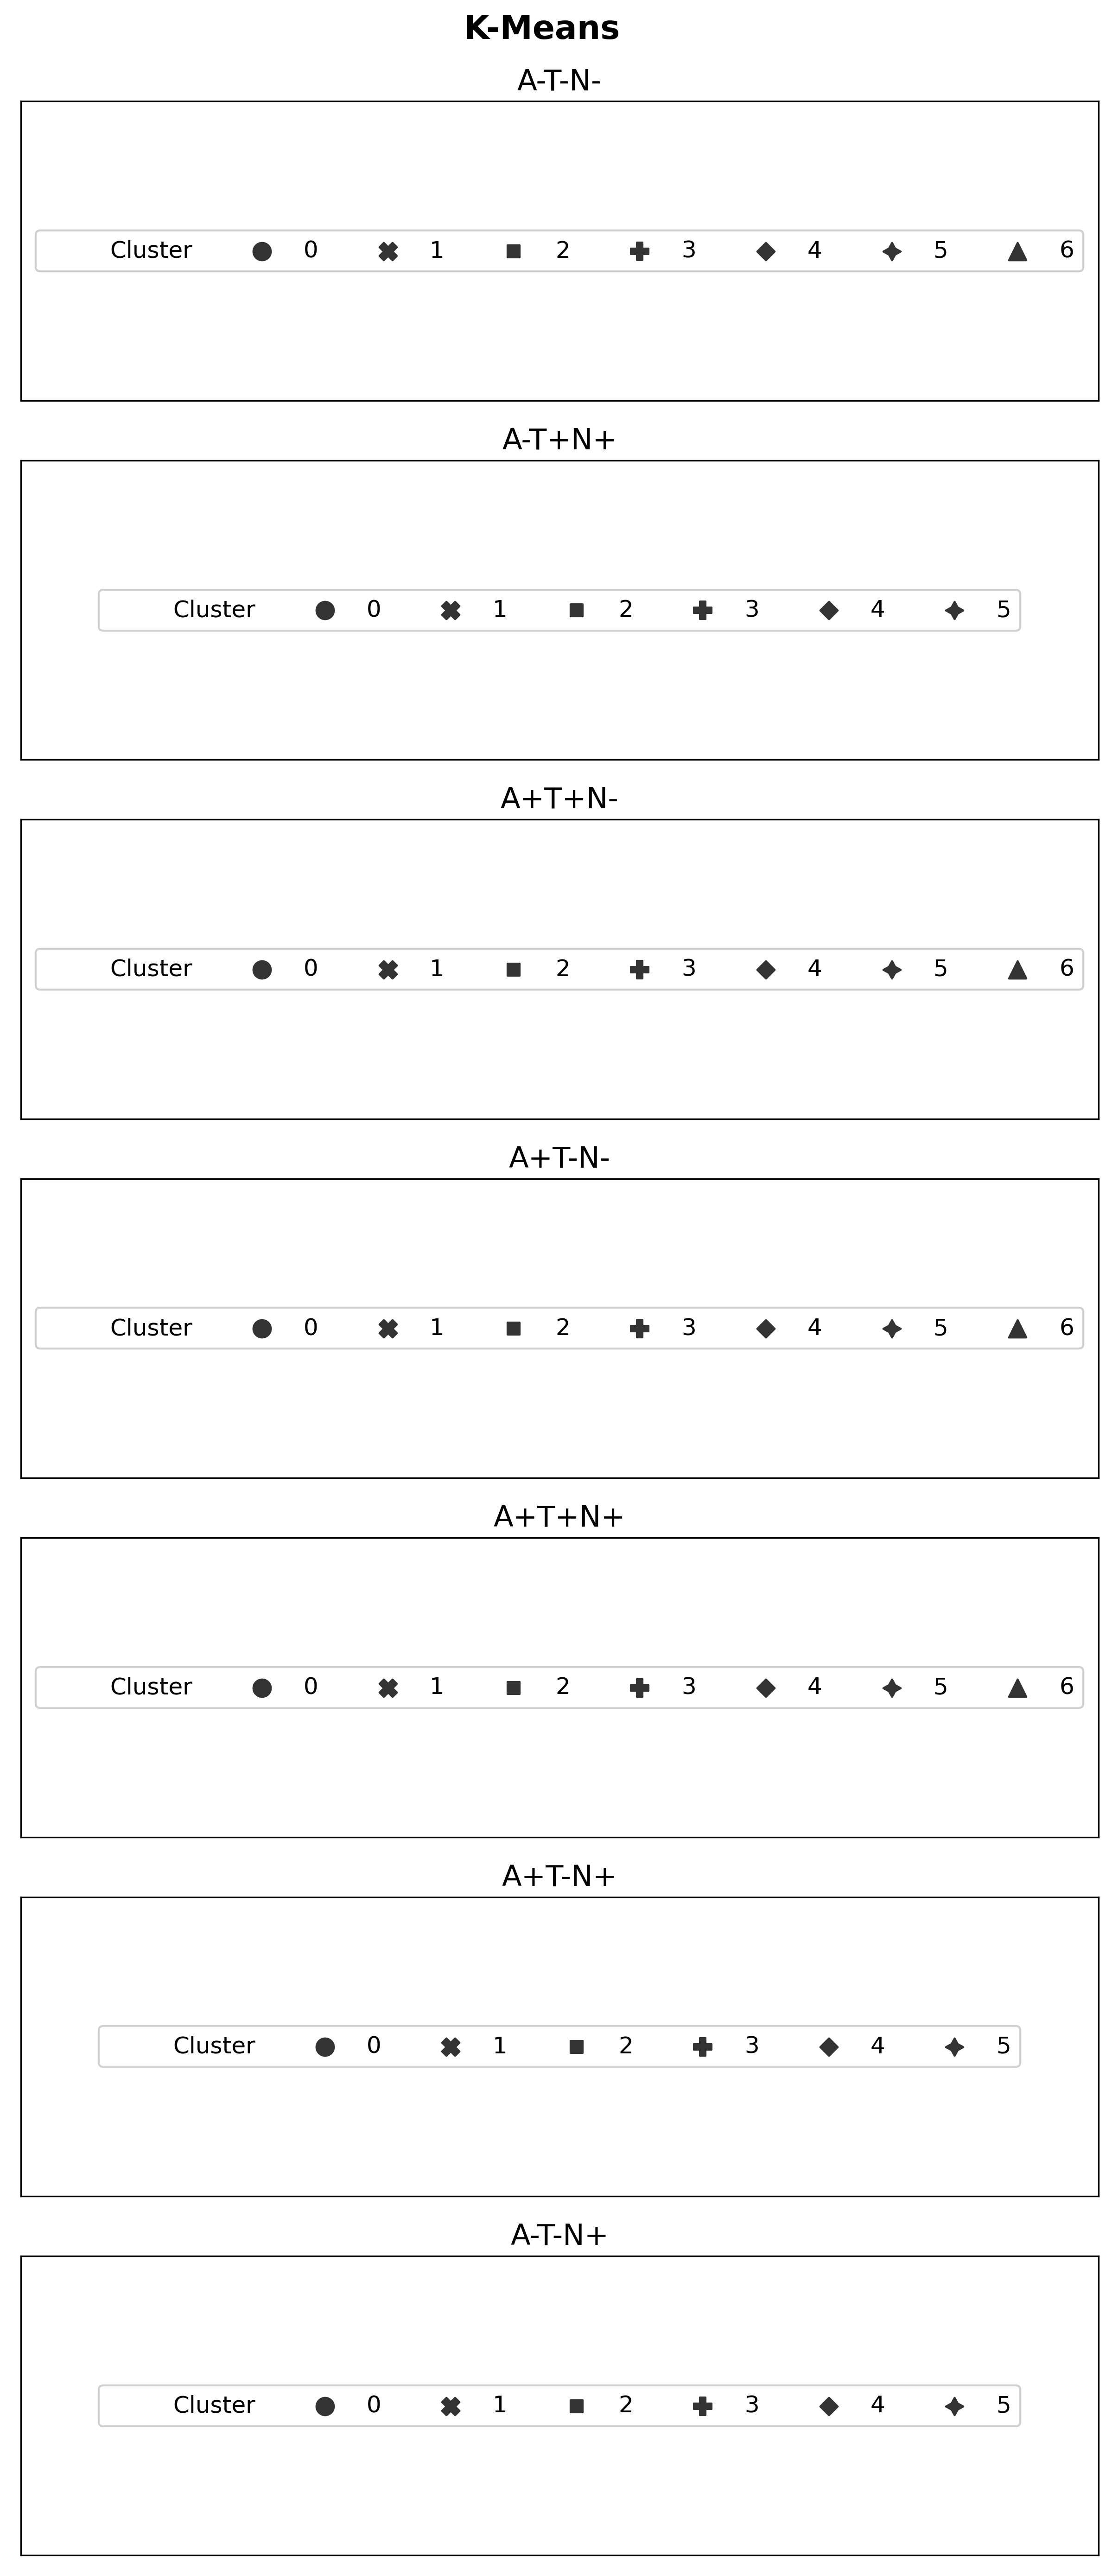 K-Means
A-T-N-
Cluster 0 1 2 3 4 5 6
A-T+N+
Cluster 0 1 2 3 4 5
A+T+N-
Cluster 0 1 2 3 4 5 6
A+T-N-
Cluster 0 1 2 3 4 5 6
A+T+N+
Cluster 0 1 2 3 4 5 6
A+T-N+
Cluster 0 1 2 3 4 5
A-T-N+
Cluster 0 1 2 3 4 5